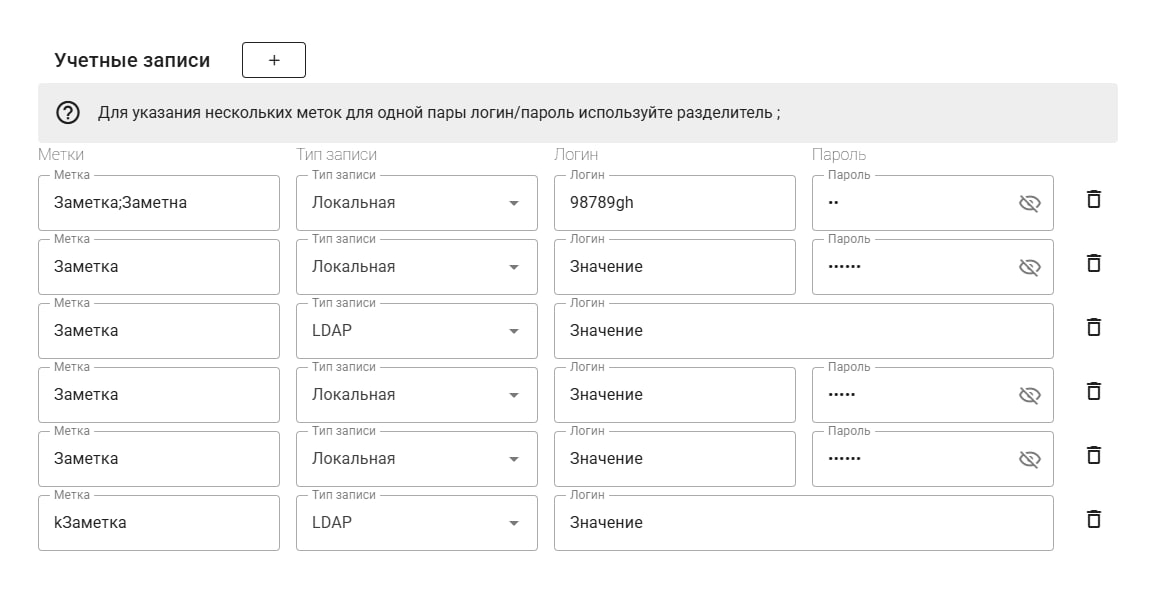 Учетные записи +
Для указания нескольких меток для одной пары логин/пароль используйте разделитель ;
Метки Тип записи Логин Пароль
Метка Тип записи Логин Пароль
Заметка;Заметна Локальная 98789gh ••
Метка Тип записи Логин Пароль
Заметка Локальная Значение ••••••
Метка Тип записи Логин
Заметка LDAP Значение
Метка Тип записи Логин Пароль
Заметка Локальная Значение •••••
Метка Тип записи Логин Пароль
Заметка Локальная Значение ••••••
Метка Тип записи Логин
kЗаметка LDAP Значение